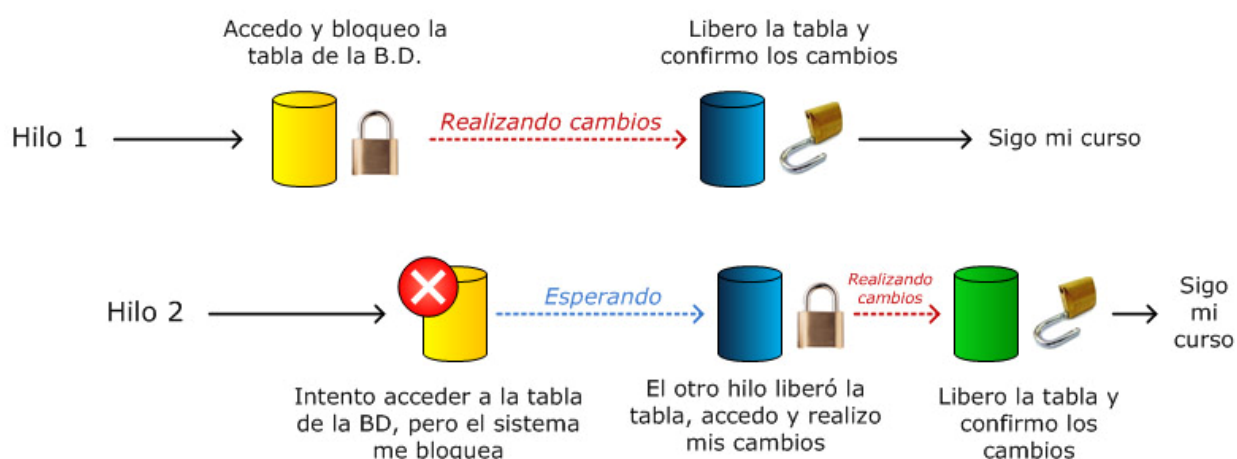 Accedo y bloqueo la
tabla de la B.D.
Libero la tabla y
confirmo los cambios
Hilo 1
Realizando cambios
Sigo mi curso
Hilo 2
Esperando
Realizando
cambios
Sigo
mi
curso
Intento acceder a la tabla
de la BD, pero el sistema
me bloquea
El otro hilo liberó la
tabla, accedo y realizo
mis cambios
Libero la tabla y
confirmo los
cambios